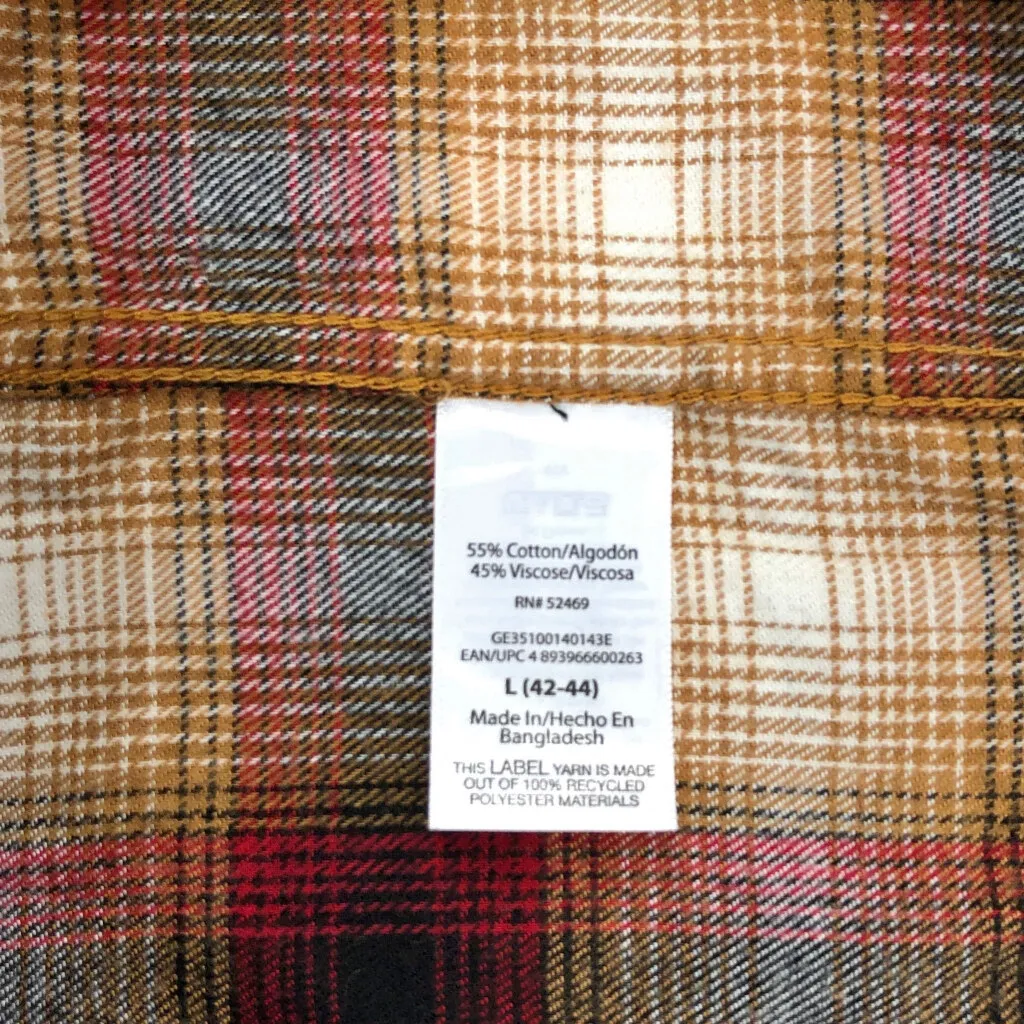 55% Cotton/Algodón
45% Viscose/Viscosa
RN# 52469
GE35100140143E
EAN/UPC 4 893966600263
L (42-44)
Made In/Hecho En
Bangladesh
THIS LABEL YARN IS MADE
OUT OF 100% RECYCLED
POLYESTER MATERIALS